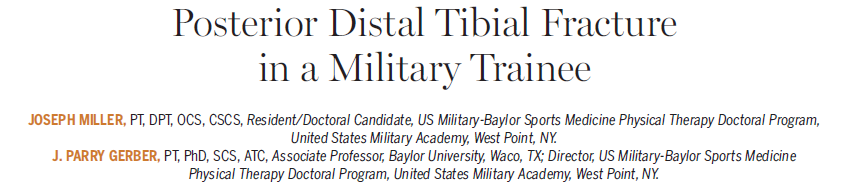 Posterior Distal Tibial Fracture
in a Military Trainee
JOSEPH MILLER, PT, DPT, OCS, CSCS, Resident/Doctoral Candidate, US Military-Baylor Sports Medicine Physical Therapy Doctoral Program,
United States Military Academy, West Point, NY.
J. PARRY GERBER, PT, PhD, SCS, ATC, Associate Professor, Baylor University, Waco, TX; Director, US Military-Baylor Sports Medicine
Physical Therapy Doctoral Program, United States Military Academy, West Point, NY.